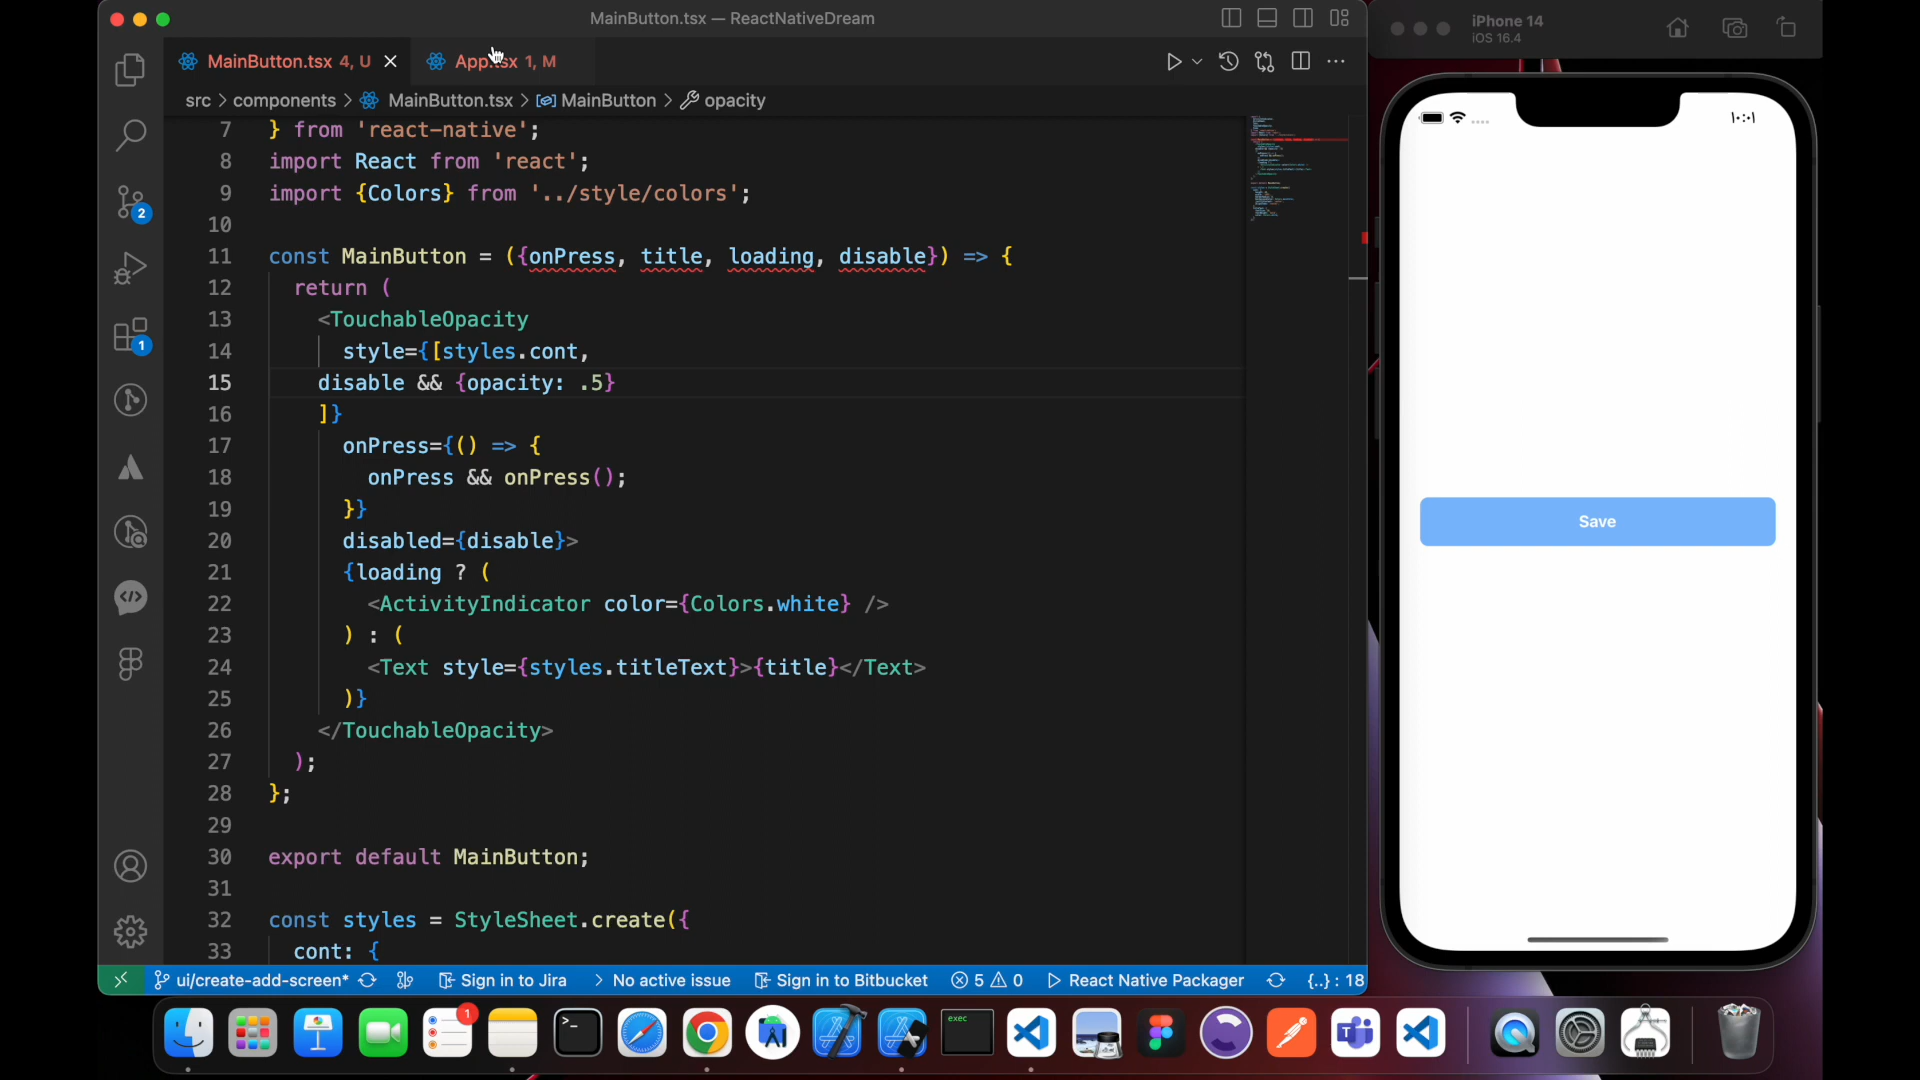 MainButton.tsx — ReactNativeDream
MainButton.tsx 4, U
App.tsx 1, M
src > components > MainButton.tsx > MainButton > opacity
7 } from 'react-native';
8 import React from 'react';
9 import {Colors} from '../style/colors';
10
11 const MainButton = ({onPress, title, loading, disable}) => {
12 return (
13 <TouchableOpacity
14 style={[styles.cont,
15 disable && {opacity: .5}
16 ]}
17 onPress={() => {
18 onPress && onPress();
19 }}
20 disabled={disable}>
21 {loading ? (
22 <ActivityIndicator color={Colors.white} />
23 ) : (
24 <Text style={styles.titleText}>{title}</Text>
25 )}
26 </TouchableOpacity>
27 );
28 };
29
30 export default MainButton;
31
32 const styles = StyleSheet.create({
33 cont: {
2
1
ui/create-add-screen* Sign in to Jira > No active issue Sign in to Bitbucket 5 0 React Native Packager {..} : 18
iPhone 14
iOS 16.4
١٠:٠١
Save
1
exec